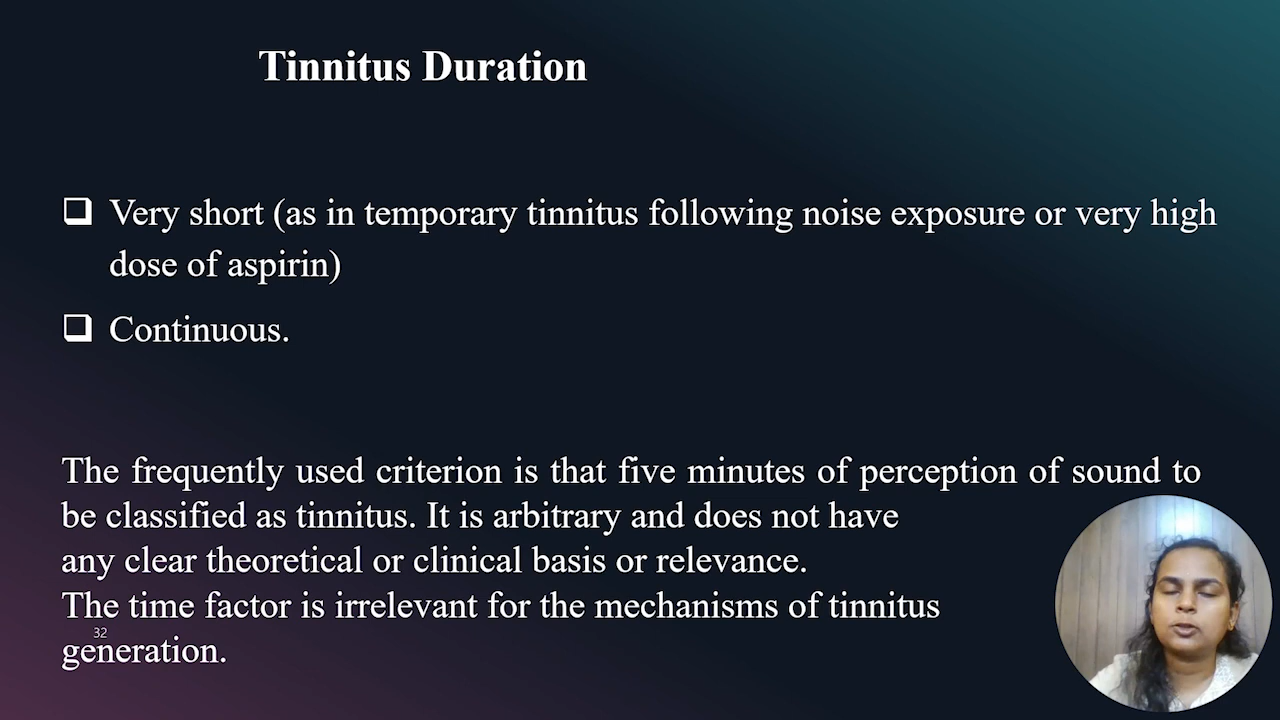 Tinnitus Duration
❑ Very short (as in temporary tinnitus following noise exposure or very high
dose of aspirin)
❑ Continuous.
The frequently used criterion is that five minutes of perception of sound to
be classified as tinnitus. It is arbitrary and does not have
any clear theoretical or clinical basis or relevance.
The time factor is irrelevant for the mechanisms of tinnitus
32
generation.